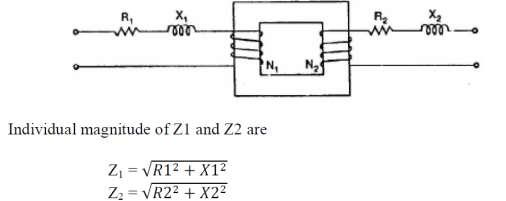 R₁ X₁ R₂ X₂
N₁ N₂
Individual magnitude of Z1 and Z2 are
Z₁ = √R1² + X1²
Z₂ = √R2² + X2²